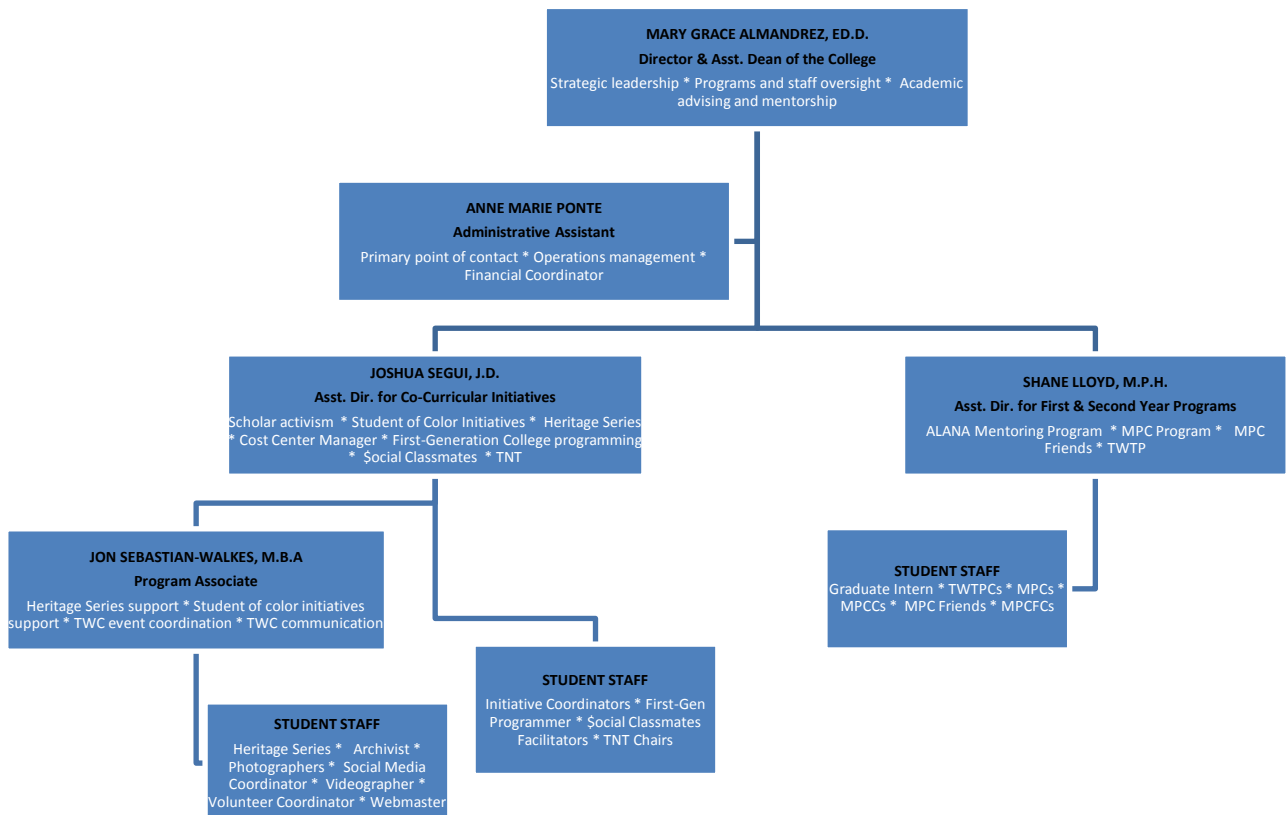 MARY GRACE ALMANDREZ, ED.D.
Director & Asst. Dean of the College
Strategic leadership * Programs and staff oversight * Academic
advising and mentorship
ANNE MARIE PONTE
Administrative Assistant
Primary point of contact * Operations management *
Financial Coordinator
JOSHUA SEGUI, J.D.
Asst. Dir. for Co-Curricular Initiatives
Scholar activism * Student of Color Initiatives * Heritage Series
* Cost Center Manager * First-Generation College programming
* $ocial Classmates * TNT
SHANE LLOYD, M.P.H.
Asst. Dir. for First & Second Year Programs
ALANA Mentoring Program * MPC Program * MPC
Friends * TWTP
JON SEBASTIAN-WALKES, M.B.A
Program Associate
Heritage Series support * Student of color initiatives
support * TWC event coordination * TWC communication
STUDENT STAFF
Graduate Intern * TWTPCs * MPCs *
MPCCs * MPC Friends * MPCFCs
STUDENT STAFF
Initiative Coordinators * First-Gen
Programmer * $ocial Classmates
Facilitators * TNT Chairs
STUDENT STAFF
Heritage Series * Archivist *
Photographers * Social Media
Coordinator * Videographer *
Volunteer Coordinator * Webmaster